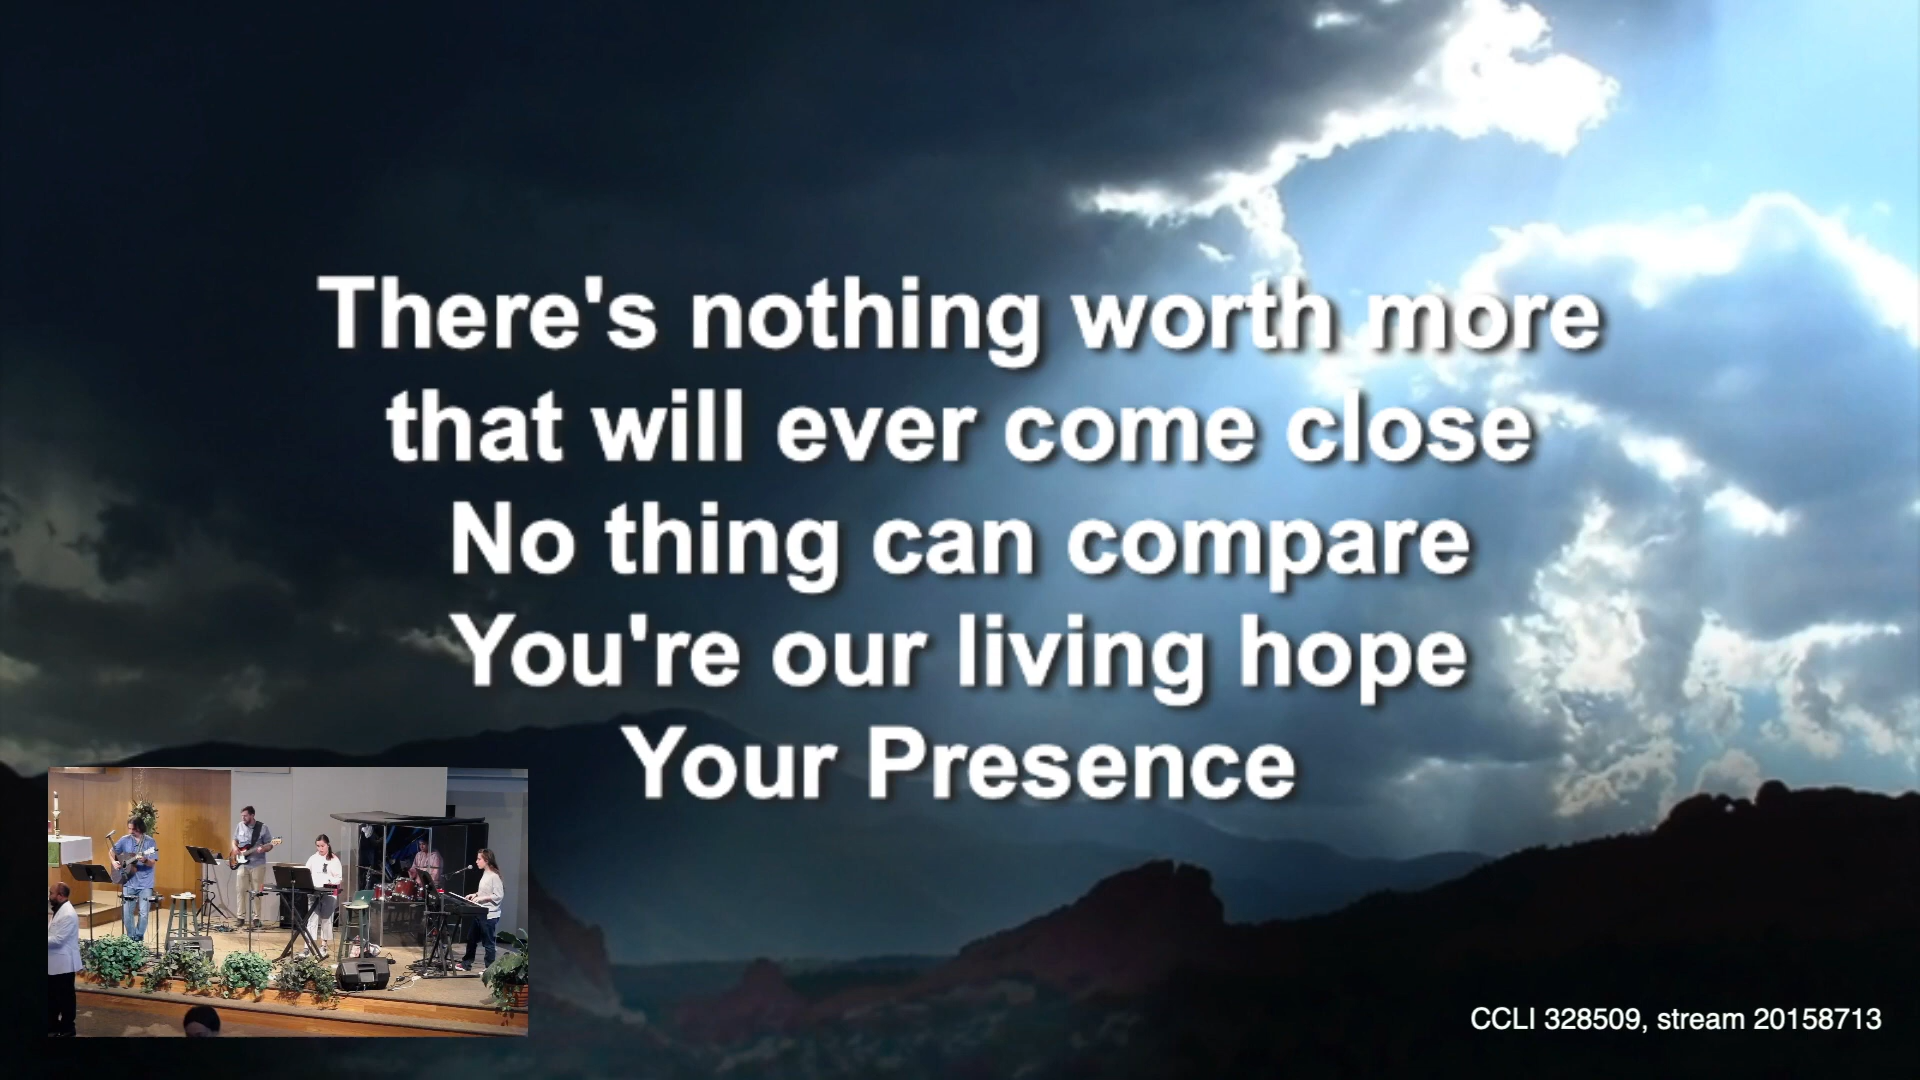 There's nothing worth more
that will ever come close
No thing can compare
You're our living hope
Your Presence
CCLI 328509, stream 20158713